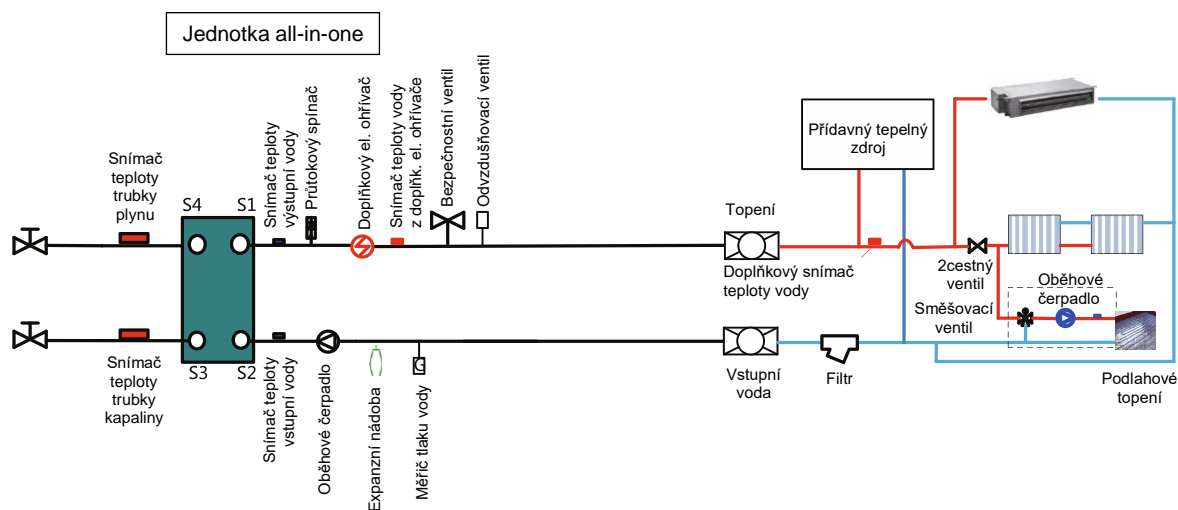 Jednotka all-in-one
Snímač
teploty
trubky
plynu
S4
S1
Snímač teploty
výstupní vody
Průtokový spínač
Doplňkový el. ohřívač
Snímač teploty vody
z doplňk. el. ohřívače
Bezpečnostní ventil
Odvzdušňovací ventil
Topení
Doplňkový snímač
teploty vody
Přídavný tepelný
zdroj
2cestný
ventil
Oběhové
čerpadlo
Směšovací
ventil
Podlahové
topení
Snímač
teploty
trubky
kapaliny
S3
S2
Snímač teploty
vstupní vody
Oběhové čerpadlo
Expanzní nádoba
Měřič tlaku vody
Vstupní
voda
Filtr